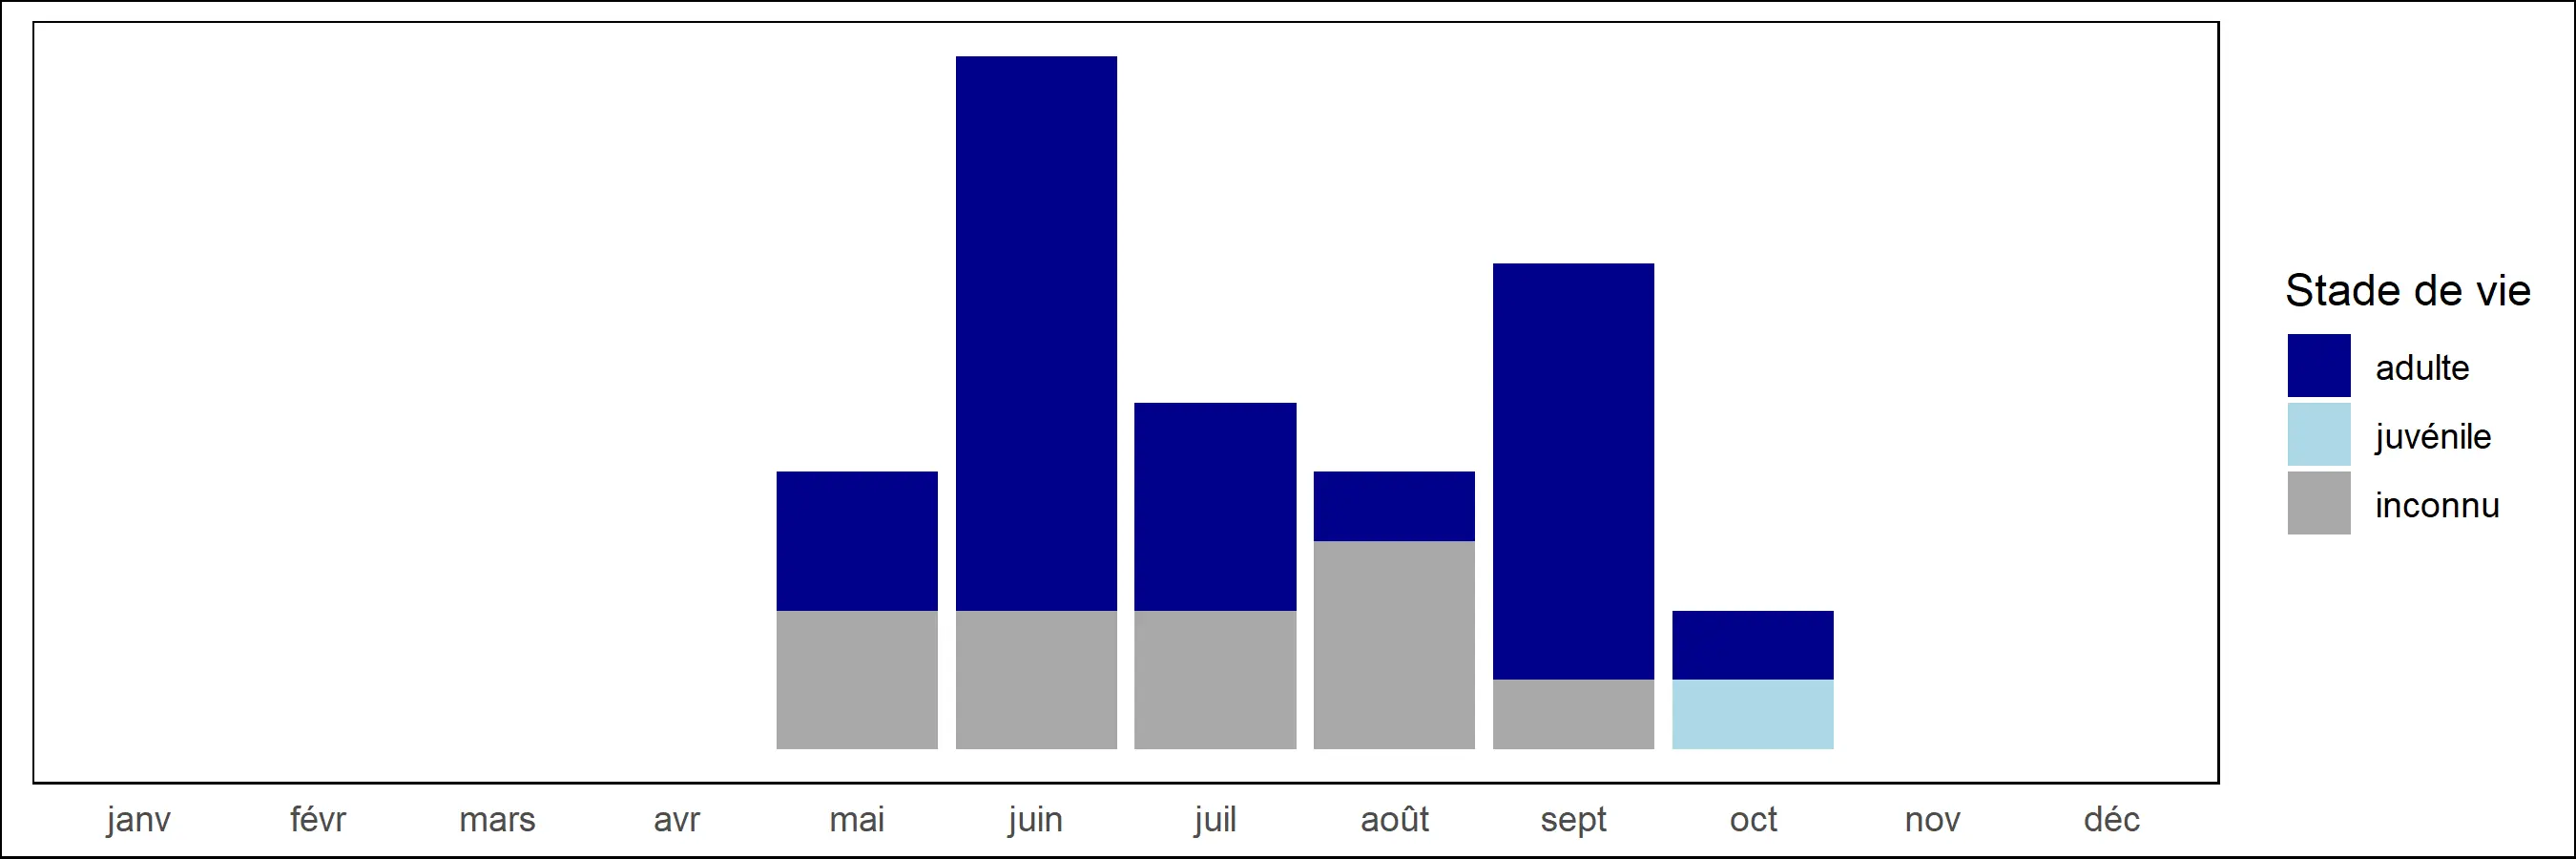 Stade de vie
adulte
juvénile
inconnu
janv févr mars avr mai juin juil août sept oct nov déc